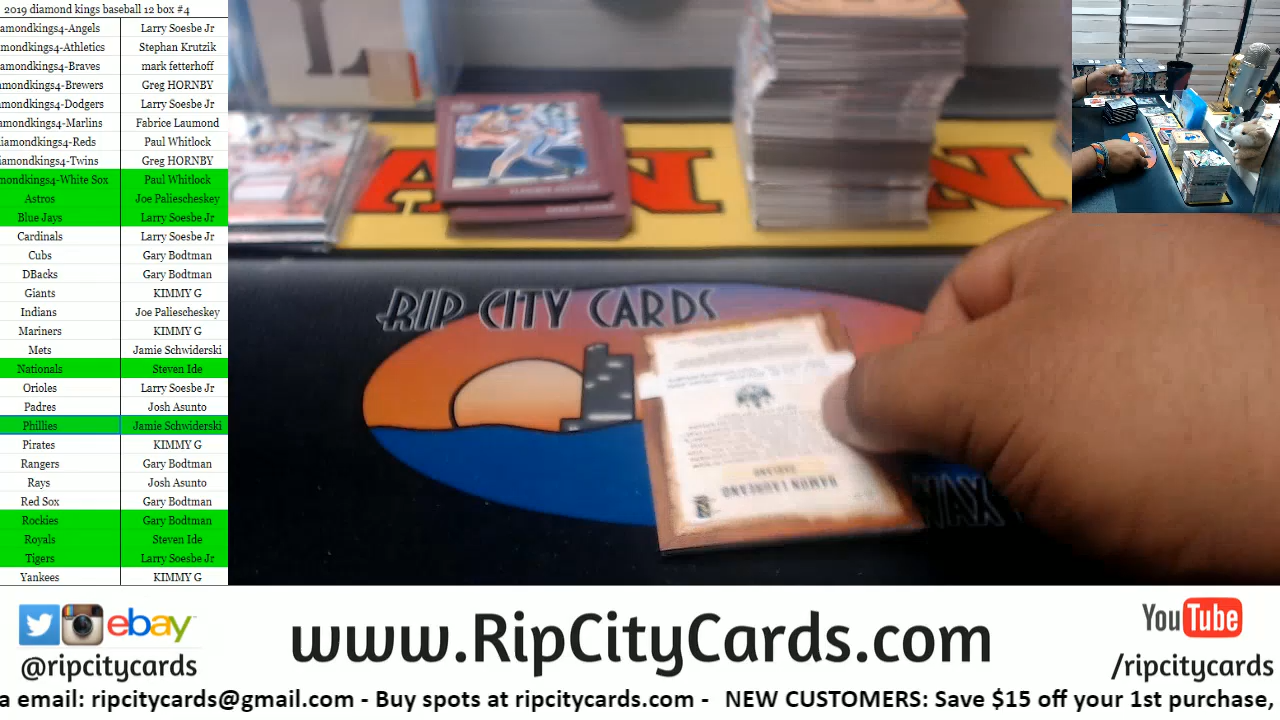 2019 diamond kings baseball 12 box #4
amondkings4-Angels Larry Soesbe Jr
amondkings4-Athletics Stephan Krutzik
amondkings4-Braves mark fetterhoff
amondkings4-Brewers Greg HORNBY
amondkings4-Dodgers Larry Soesbe Jr
amondkings4-Marlins Fabrice Laumond
iamondkings4-Reds Paul Whitlock
iamondkings4-Twins Greg HORNBY
mondkings4-White Sox Paul Whitlock
Astros Joe Paliescheskey
Blue Jays Larry Soesbe Jr
Cardinals Larry Soesbe Jr
Cubs Gary Bodtman
DBacks Gary Bodtman
Giants KIMMY G
Indians Joe Paliescheskey
Mariners KIMMY G
Mets Jamie Schwiderski
Nationals Steven Ide
Orioles Larry Soesbe Jr
Padres Josh Asunto
Phillies Jamie Schwiderski
Pirates KIMMY G
Rangers Gary Bodtman
Rays Josh Asunto
Red Sox Gary Bodtman
Rockies Gary Bodtman
Royals Steven Ide
Tigers Larry Soesbe Jr
Yankees KIMMY G
RIP CITY CARDS
WAX
RAMON LAUREANO
OAKLAND
ebay
@ripcitycards
www.RipCityCards.com
YouTube
/ripcitycards
a email: ripcitycards@gmail.com - Buy spots at ripcitycards.com - NEW CUSTOMERS: Save $15 off your 1st purchase,